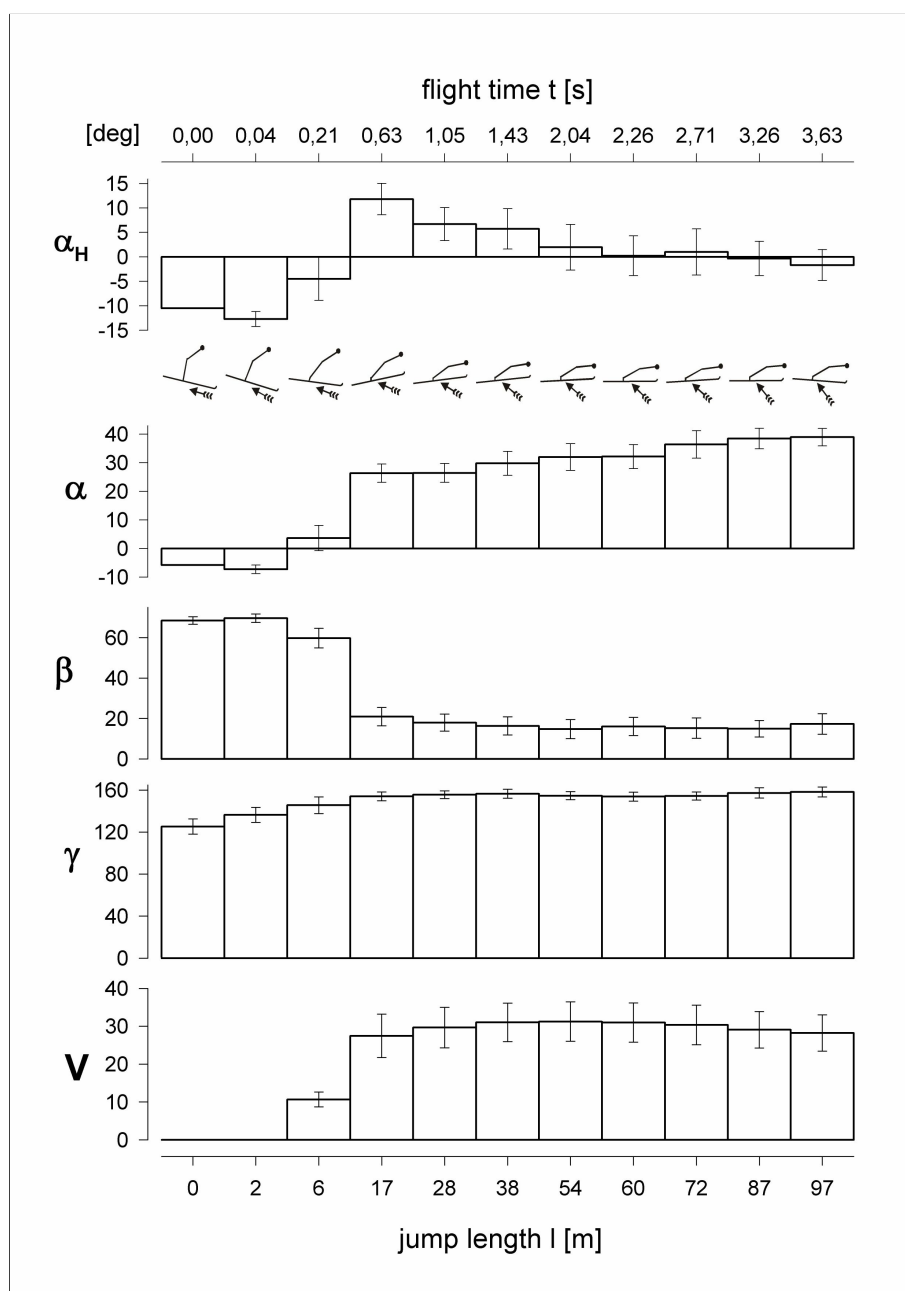 flight time t [s]
[deg] 0,00 0,04 0,21 0,63 1,05 1,43 2,04 2,26 2,71 3,26 3,63
15
10
5
αH 0
-5
-10
-15
40
30
α 20
10
0
-10
60
β 40
20
0
160
120
γ 80
40
0
40
30
V 20
10
0
0 2 6 17 28 38 54 60 72 87 97
jump length l [m]